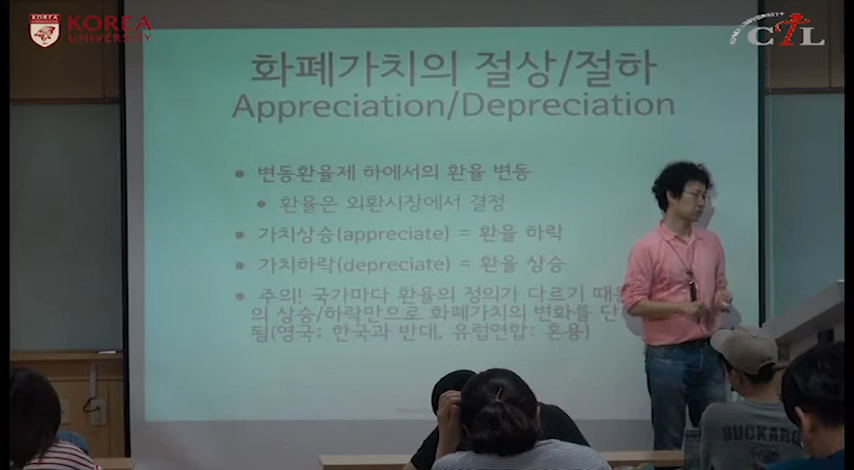 KOREA
UNIVERSITY
CTL
화폐가치의 절상/절하
Appreciation/Depreciation
• 변동환율제 하에서의 환율 변동
• 환율은 외환시장에서 결정
• 가치상승(appreciate) = 환율 하락
• 가치하락(depreciate) = 환율 상승
• 주의! 국가마다 환율의 정의가 다르기
의 상승/하락만으로 화폐가치의 변화를
됨(영국: 한국과 반대, 유럽연합: 혼용)
BUCKAROO